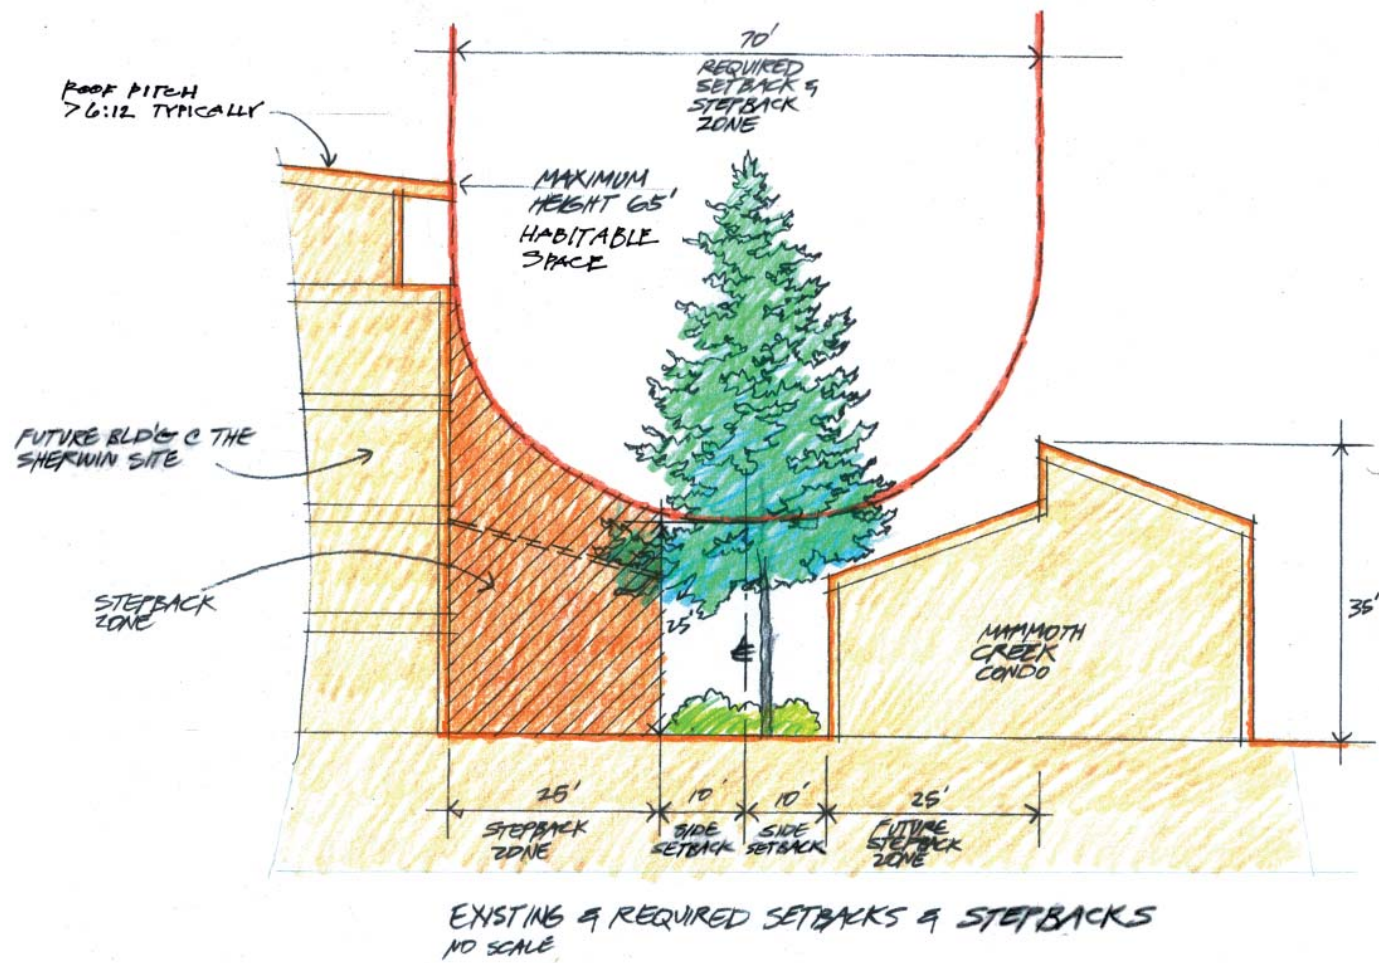 70'
REQUIRED
SETBACK &
STEPBACK
ZONE
ROOF PITCH
>6:12 TYPICALLY
MAXIMUM
HEIGHT 65'
HABITABLE
SPACE
FUTURE BLD'G @ THE
SHERWIN SITE
STEPBACK
ZONE
25'
MAMMOTH
CREEK
CONDO
35'
25'
STEPBACK
ZONE
10'
SIDE
SETBACK
10'
SIDE
SETBACK
25'
FUTURE
STEPBACK
ZONE
EXISTING & REQUIRED SETBACKS & STEPBACKS
NO SCALE